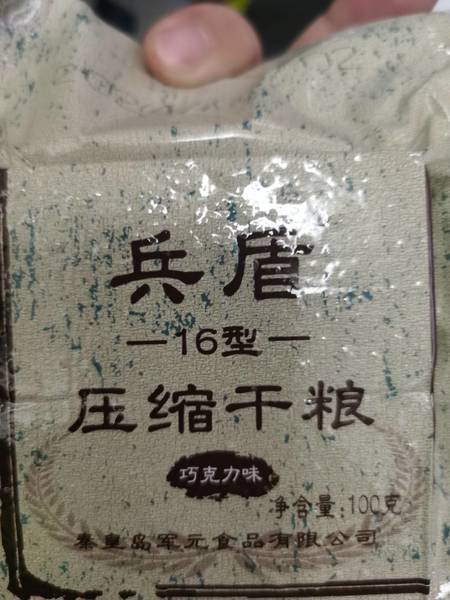 兵盾
—16型—
压缩干粮
巧克力味
净含量:100克
秦皇岛军元食品有限公司